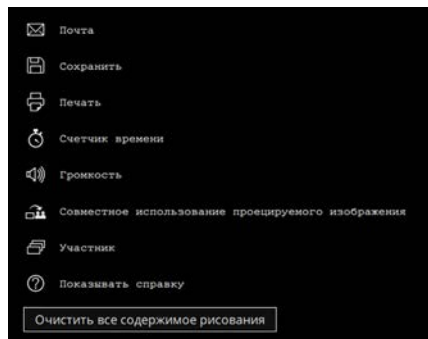 Почта
Сохранить
Печать
Счетчик времени
Громкость
Совместное использование проецируемого изображения
Участник
Показывать справку
Очистить все содержимое рисования